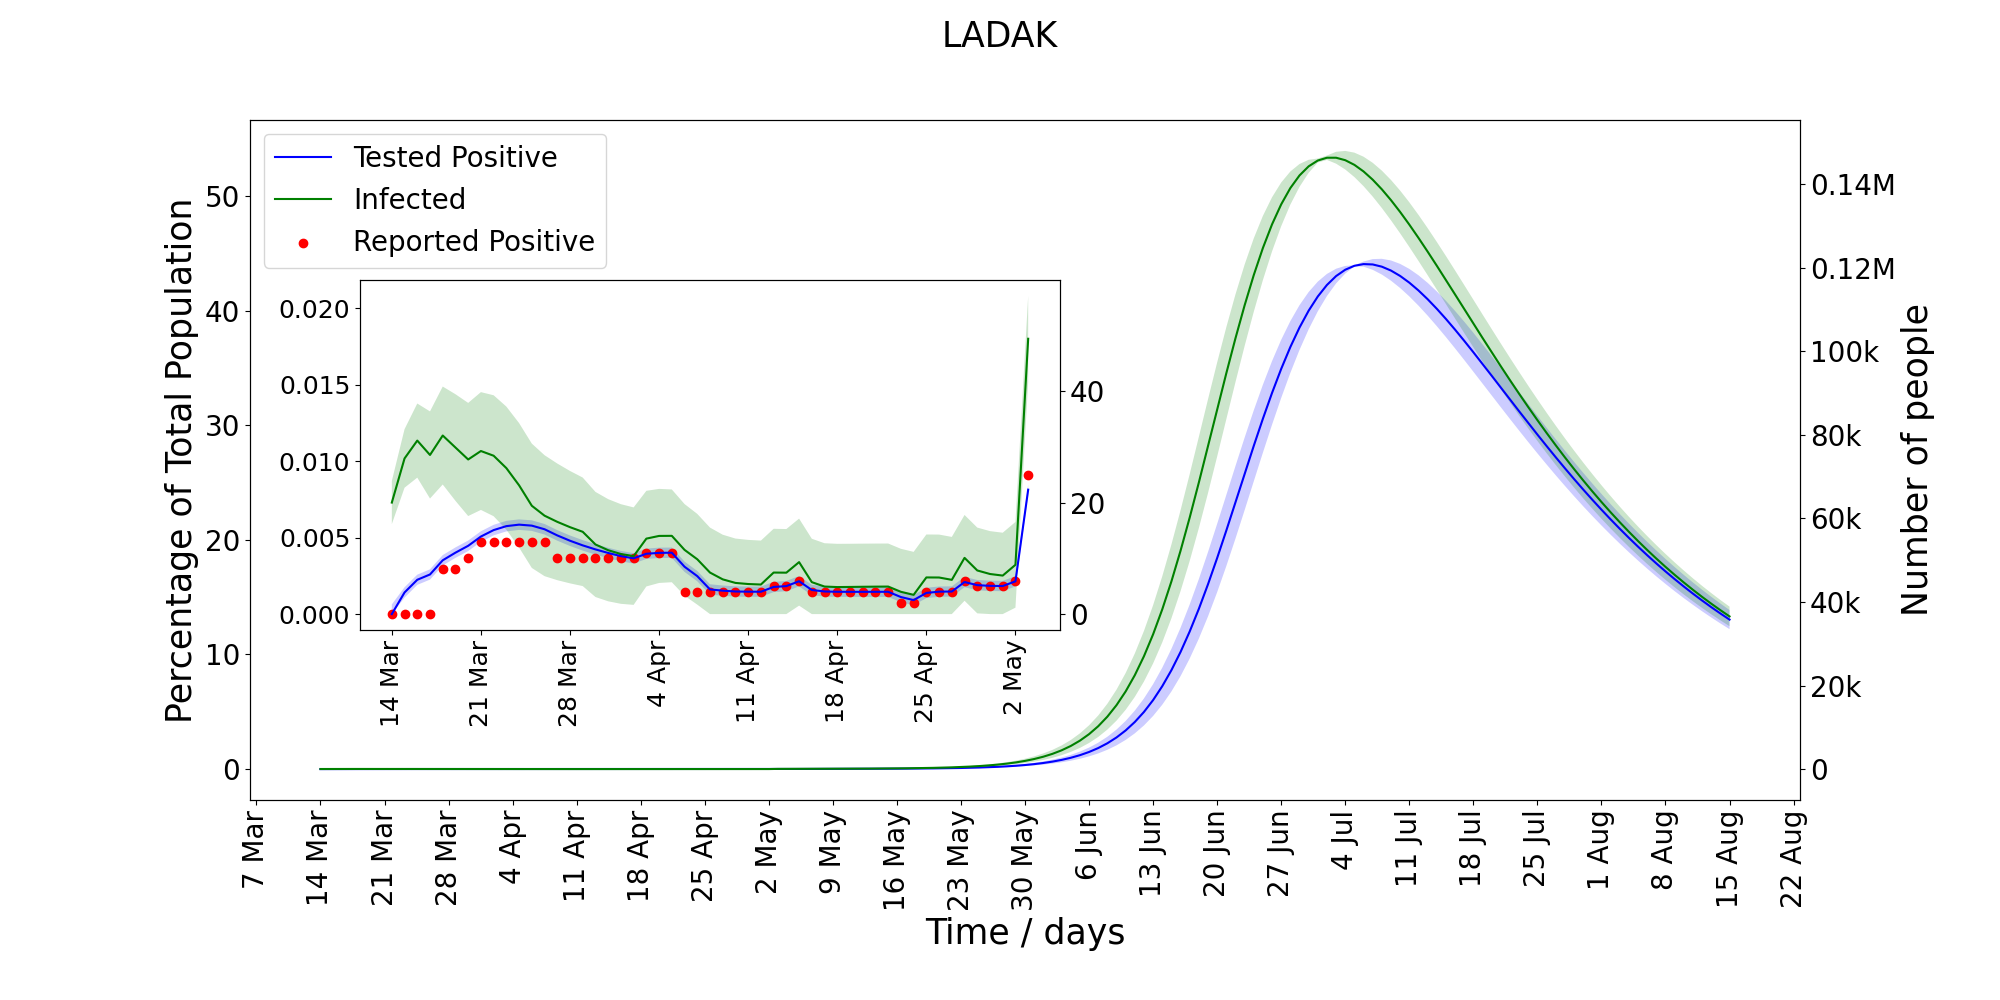 LADAK
Tested Positive
Infected
Reported Positive
Percentage of Total Population
50
40
30
20
10
0
0.14M
0.12M
100k
80k
60k
40k
20k
0
Number of people
0.020
0.015
0.010
0.005
0.000
40
20
0
14 Mar
21 Mar
28 Mar
4 Apr
11 Apr
18 Apr
25 Apr
2 May
7 Mar
14 Mar
21 Mar
28 Mar
4 Apr
11 Apr
18 Apr
25 Apr
2 May
9 May
16 May
23 May
30 May
6 Jun
13 Jun
20 Jun
27 Jun
4 Jul
11 Jul
18 Jul
25 Jul
1 Aug
8 Aug
15 Aug
22 Aug
Time / days